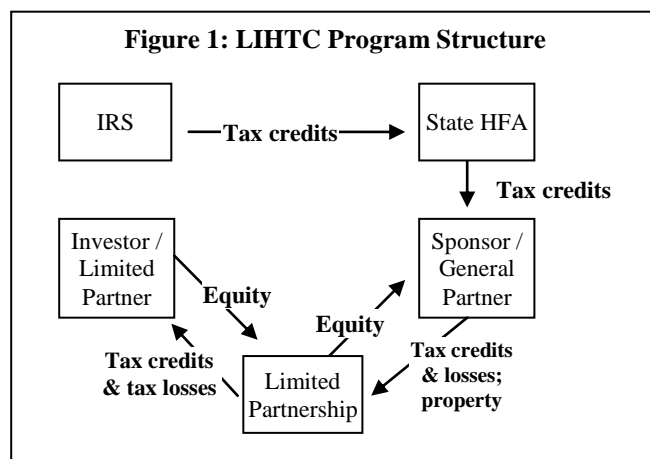 Figure 1: LIHTC Program Structure
IRS
Tax credits
State HFA
Tax credits
Investor /
Limited
Partner
Equity
Equity
Sponsor /
General
Partner
Tax credits
& tax losses
Limited
Partnership
Tax credits
& losses;
property